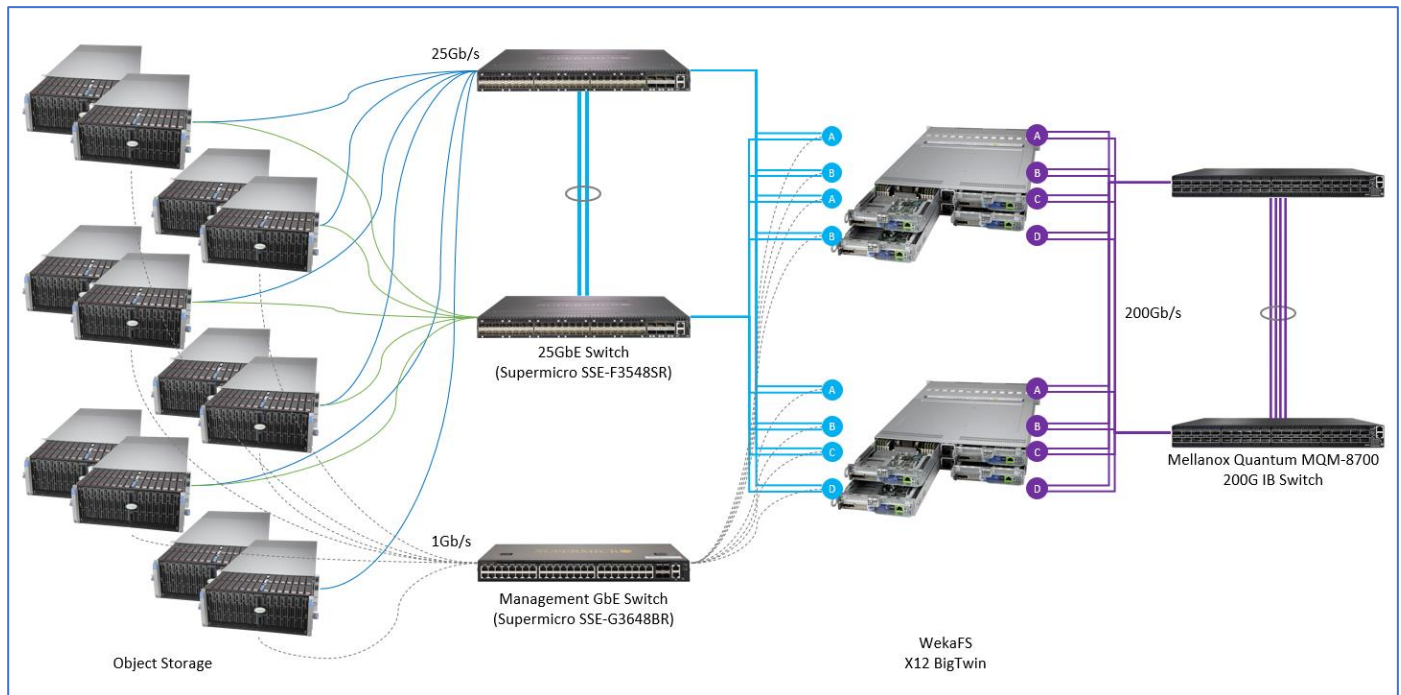 25Gb/s
A
B
A
B
A
B
C
D
200Gb/s
25GbE Switch
(Supermicro SSE-F3548SR)
A
B
C
D
A
B
C
D
Mellanox Quantum MQM-8700
200G IB Switch
1Gb/s
SUPERMICRO
Management GbE Switch
(Supermicro SSE-G3648BR)
Object Storage
WekaFS
X12 BigTwin